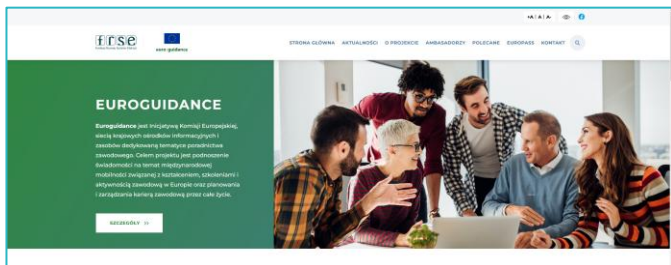 +A | A | A-
frse
euro guidance
STRONA GŁÓWNA AKTUALNOŚCI O PROJEKCIE AMBASADORZY POLECANE EUROPASS KONTAKT
EUROGUIDANCE
Euroguidance jest Inicjatywą Komisji Europejskiej,
siecią krajowych ośrodków informacyjnych i
zasobów dedykowaną tematyce poradnictwa
zawodowego. Celem projektu jest podnoszenie
świadomości na temat międzynarodowej
mobilności związanej z kształceniem, szkoleniami i
aktywnością zawodową w Europie oraz planowania
i zarządzania karierą zawodową przez całe życie.
SZCZEGÓŁY >>